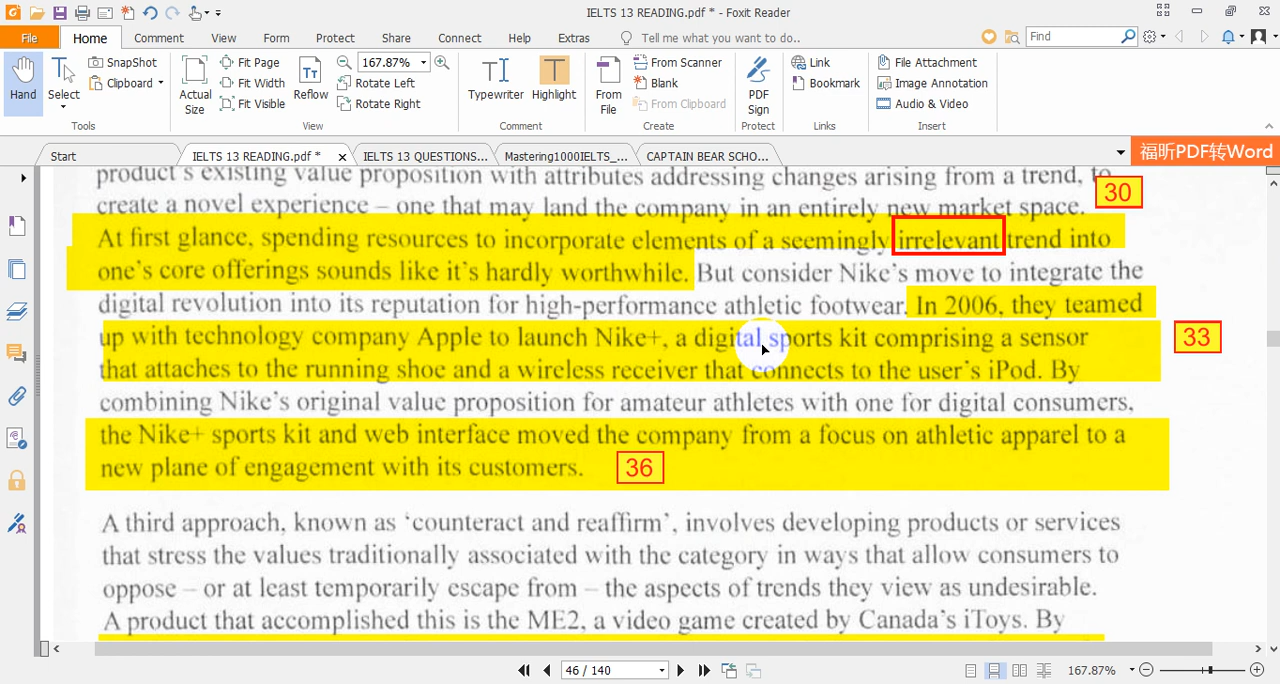 IELTS 13 READING.pdf * - Foxit Reader
File Home Comment View Form Protect Share Connect Help Extras Tell me what you want to do.. Find
Hand
Select
SnapShot
Clipboard
Actual Size
Fit Page
Fit Width
Fit Visible
Reflow
167.87%
Rotate Left
Rotate Right
Typewriter
Highlight
From File
From Scanner
Blank
From Clipboard
PDF Sign
Link
Bookmark
File Attachment
Image Annotation
Audio & Video
Tools View Comment Create Protect Links Insert
Start IELTS 13 READING.pdf * IELTS 13 QUESTIONS... Mastering1000IELTS_... CAPTAIN BEAR SCHO... 福昕PDF转Word
product's existing value proposition with attributes addressing changes arising from a trend, to
30
create a novel experience – one that may land the company in an entirely new market space.
At first glance, spending resources to incorporate elements of a seemingly irrelevant trend into
one's core offerings sounds like it's hardly worthwhile. But consider Nike's move to integrate the
digital revolution into its reputation for high-performance athletic footwear. In 2006, they teamed
up with technology company Apple to launch Nike+, a digital sports kit comprising a sensor
33
that attaches to the running shoe and a wireless receiver that connects to the user's iPod. By
combining Nike's original value proposition for amateur athletes with one for digital consumers,
the Nike+ sports kit and web interface moved the company from a focus on athletic apparel to a
new plane of engagement with its customers.
36
A third approach, known as 'counteract and reaffirm', involves developing products or services
that stress the values traditionally associated with the category in ways that allow consumers to
oppose – or at least temporarily escape from – the aspects of trends they view as undesirable.
A product that accomplished this is the ME2, a video game created by Canada's iToys. By
46 / 140
167.87%